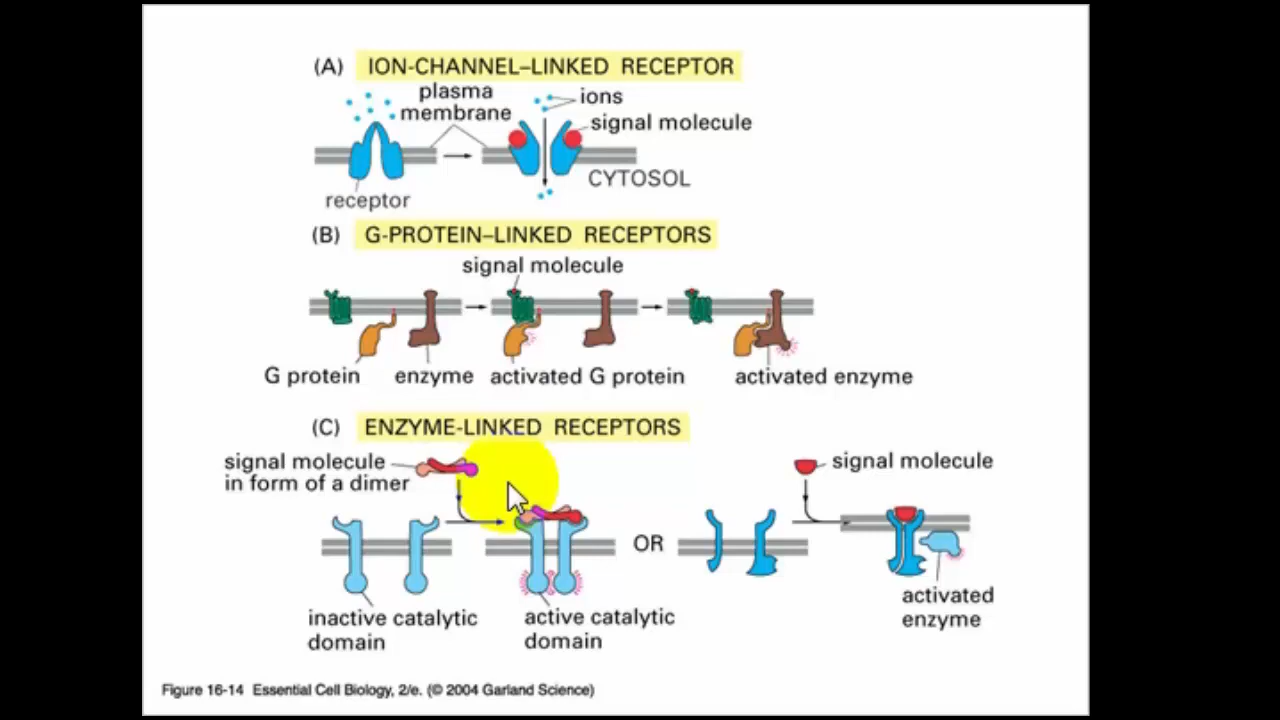 (A) ION-CHANNEL–LINKED RECEPTOR
plasma
membrane
ions
signal molecule
CYTOSOL
receptor
(B) G-PROTEIN–LINKED RECEPTORS
signal molecule
G protein
enzyme
activated G protein
activated enzyme
(C) ENZYME-LINKED RECEPTORS
signal molecule
in form of a dimer
signal molecule
OR
inactive catalytic
domain
active catalytic
domain
activated
enzyme
Figure 16-14 Essential Cell Biology, 2/e. (© 2004 Garland Science)